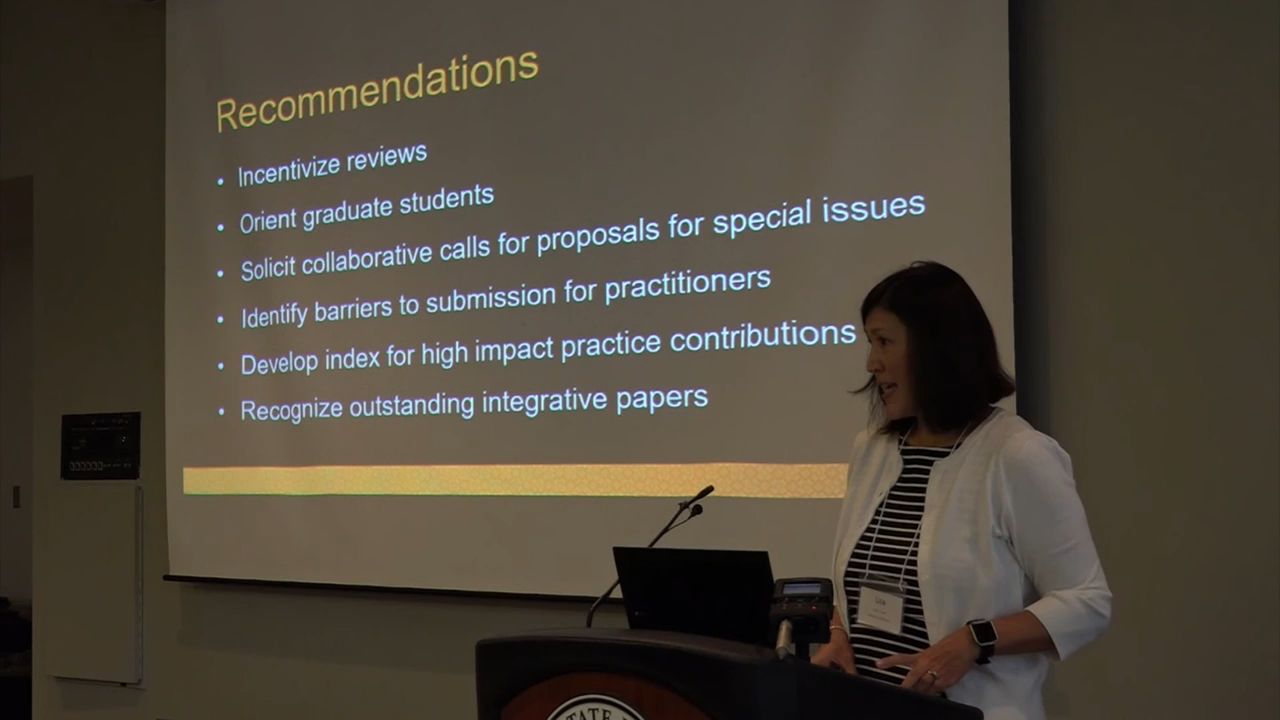 Recommendations
• Incentivize reviews
• Orient graduate students
• Solicit collaborative calls for proposals for special issues
• Identify barriers to submission for practitioners
• Develop index for high impact practice contributions
• Recognize outstanding integrative papers
STATE